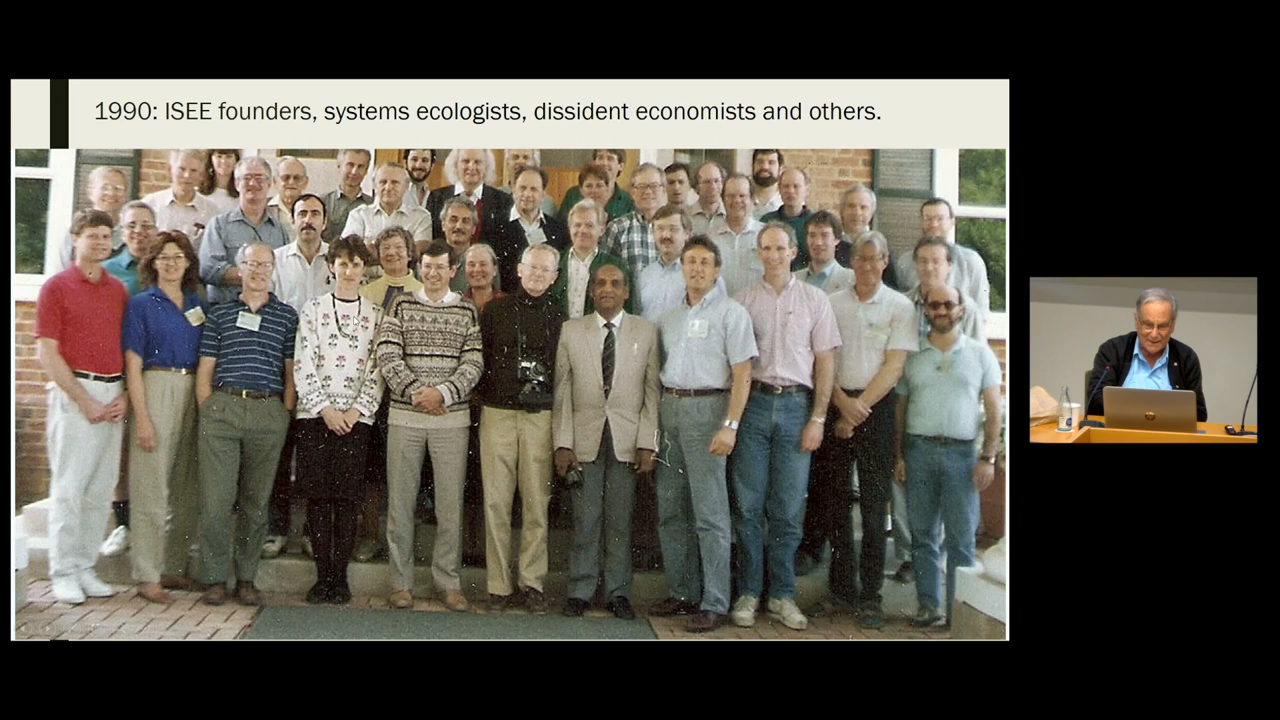 1990: ISEE founders, systems ecologists, dissident economists and others.